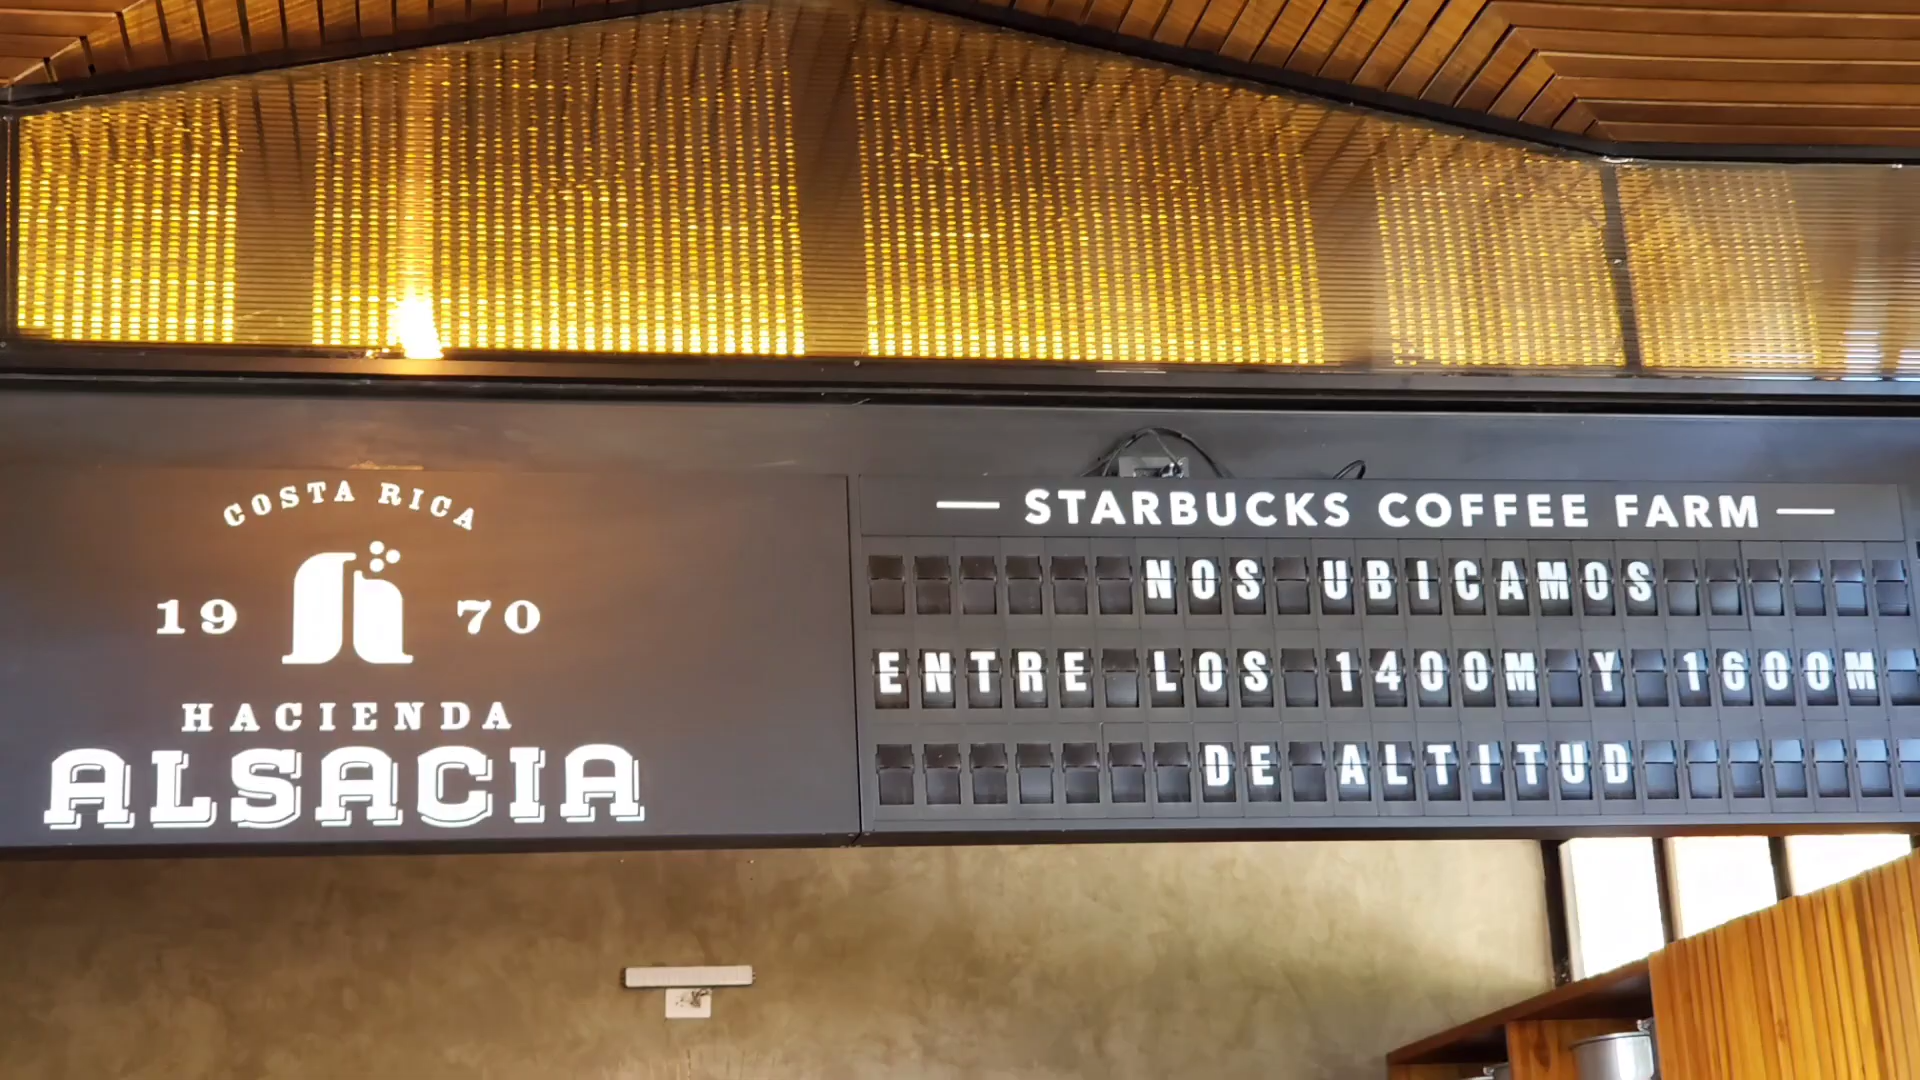 COSTA RICA
19 70
HACIENDA
ALSACIA
STARBUCKS COFFEE FARM
NOS UBICAMOS
ENTRE LOS 1400M Y 1600M
DE ALTITUD